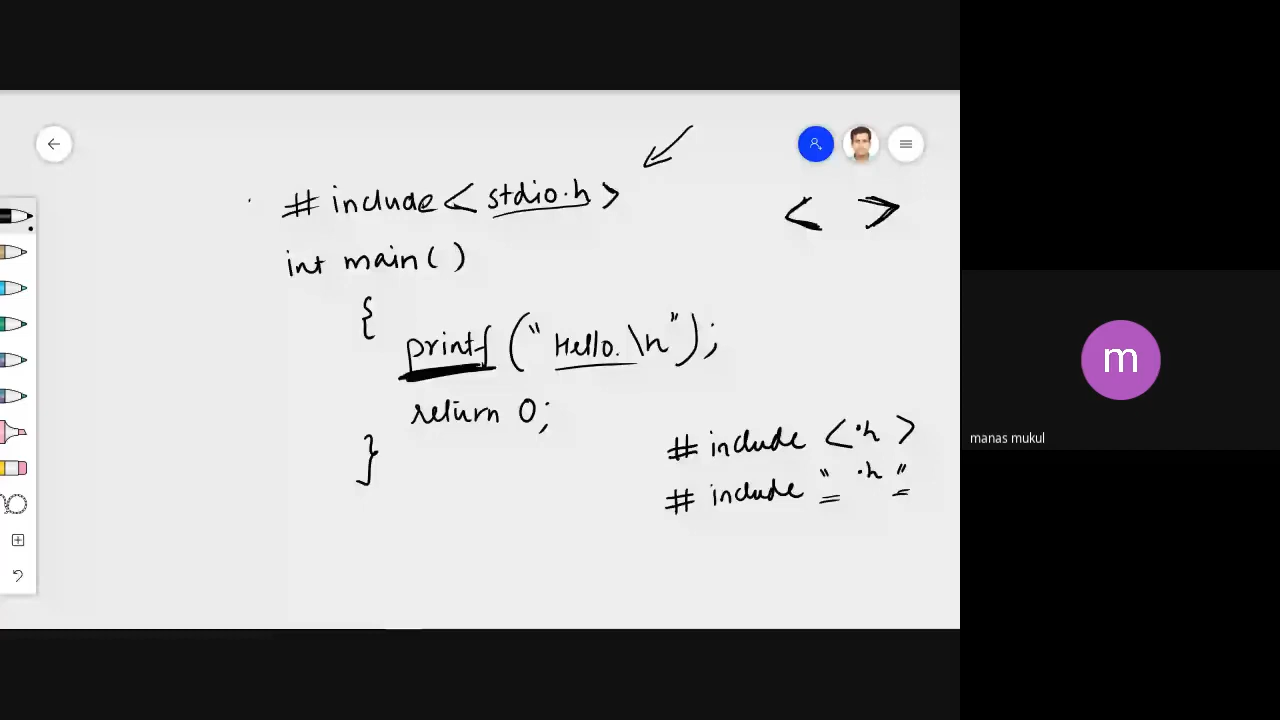 # include < stdio.h >
< >
int main( )
{
printf (" Hello. \n");
return 0;
}
# include < .h >
# include " .h "
m
manas mukul